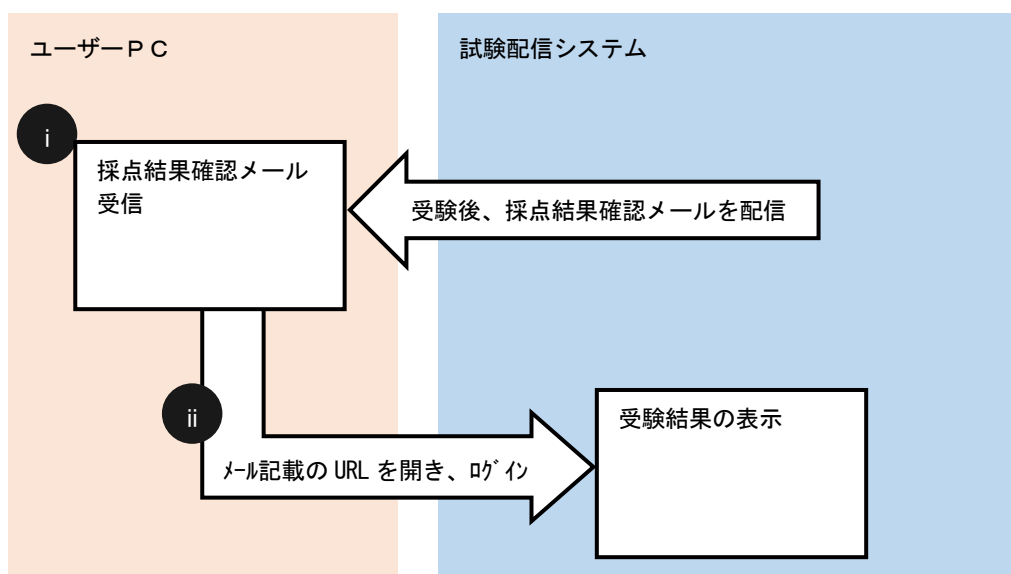 ユーザーＰＣ
試験配信システム
ⅰ
採点結果確認メール
受信
受験後、採点結果確認メールを配信
ⅱ
受験結果の表示
ﾒｰﾙ記載の URL を開き、ﾛｸﾞｲﾝ